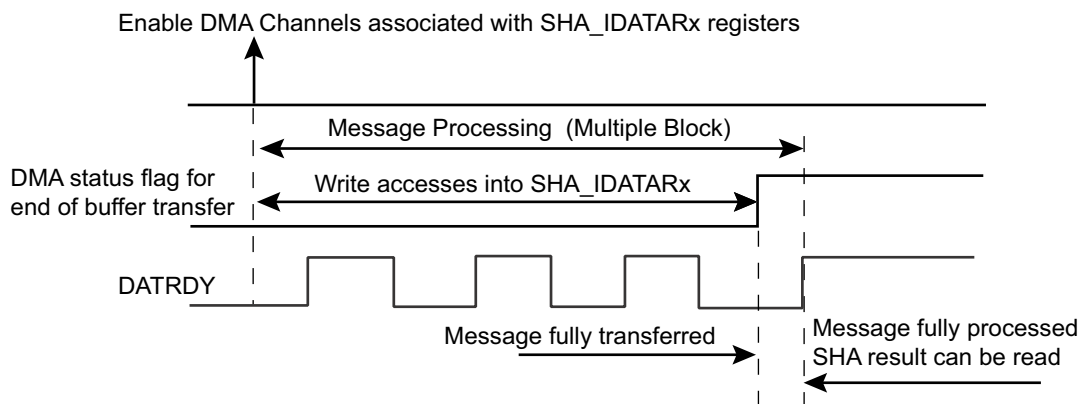 Enable DMA Channels associated with SHA_IDATARx registers
Message Processing (Multiple Block)
DMA status flag for
end of buffer transfer
Write accesses into SHA_IDATARx
DATRDY
Message fully transferred
Message fully processed
SHA result can be read